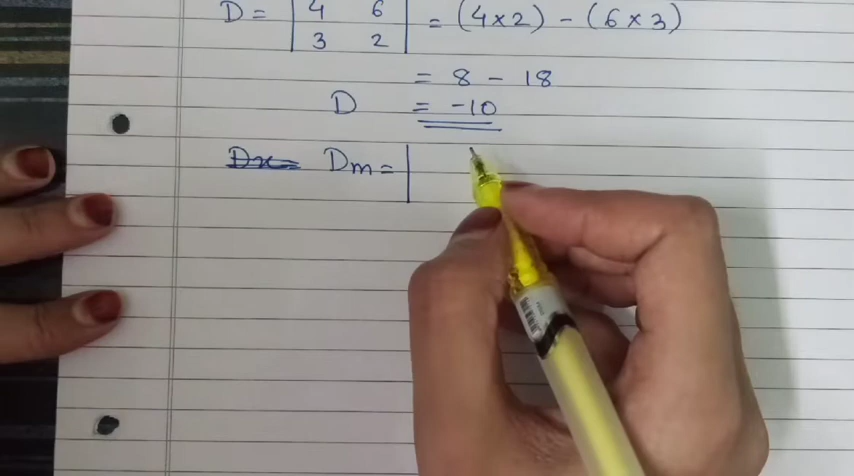 D = | 4 6 | = (4×2) - (6×3)
| 3 2 |
= 8 - 18
D = -10
Dx= Dm = |